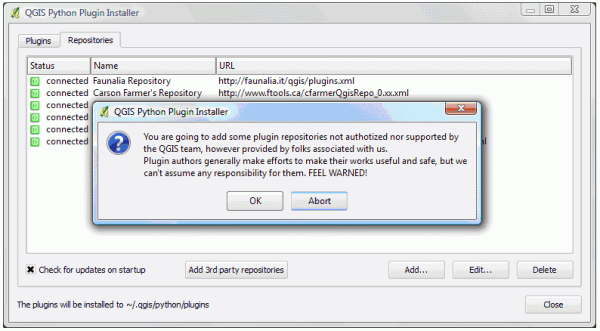 QGIS Python Plugin Installer
Plugins Repositories
Status Name URL
connected Faunalia Repository http://faunalia.it/qgis/plugins.xml
connected Carson Farmer's Repository http://www.ftools.ca/cfarmerQgisRepo_0.xx.xml
connected
connected
connected
connected
QGIS Python Plugin Installer
You are going to add some plugin repositories not authotized nor supported by
the QGIS team, however provided by folks associated with us.
Plugin authors generally make efforts to make their works useful and safe, but we
can't assume any responsibility for them. FEEL WARNED!
OK Abort
Check for updates on startup Add 3rd party repositories Add... Edit... Delete
The plugins will be installed to ~/.qgis/python/plugins Close